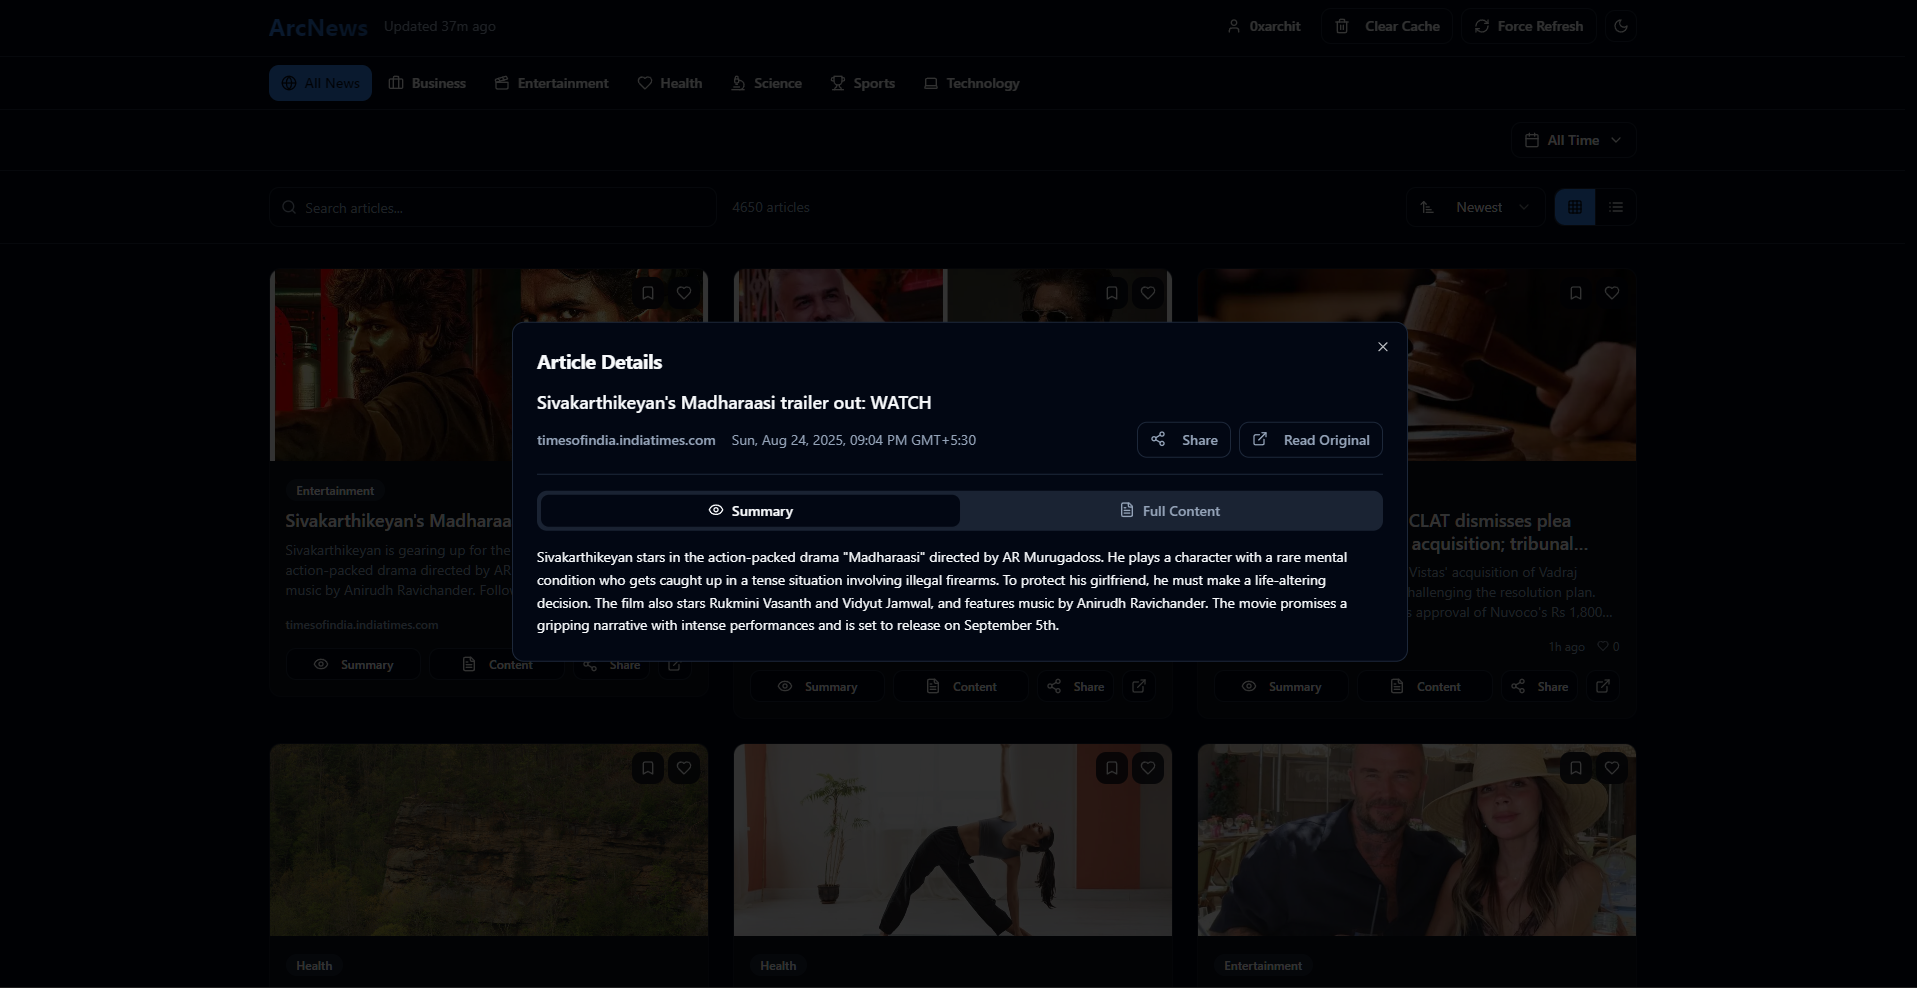 ArcNews Updated 37m ago 0xarchit Clear Cache Force Refresh
All News Business Entertainment Health Science Sports Technology
All Time
Search articles... 4650 articles Newest
Article Details
Sivakarthikeyan's Madharaasi trailer out: WATCH
timesofindia.indiatimes.com Sun, Aug 24, 2025, 09:04 PM GMT+5:30 Share Read Original
Summary Full Content
Sivakarthikeyan stars in the action-packed drama "Madharaasi" directed by AR Murugadoss. He plays a character with a rare mental
condition who gets caught up in a tense situation involving illegal firearms. To protect his girlfriend, he must make a life-altering
decision. The film also stars Rukmini Vasanth and Vidyut Jamwal, and features music by Anirudh Ravichander. The movie promises a
gripping narrative with intense performances and is set to release on September 5th.
Entertainment
Sivakarthikeyan's Madharaa
Sivakarthikeyan is gearing up for the
action-packed drama directed by AR
music by Anirudh Ravichander. Follow
timesofindia.indiatimes.com
Summary Content Share
Summary Content Share
CLAT dismisses plea
acquisition; tribunal...
Vistas' acquisition of Vadraj
hallenging the resolution plan.
s approval of Nuvoco's Rs 1,800...
1h ago 0
Summary Content Share
Health
Health
Entertainment